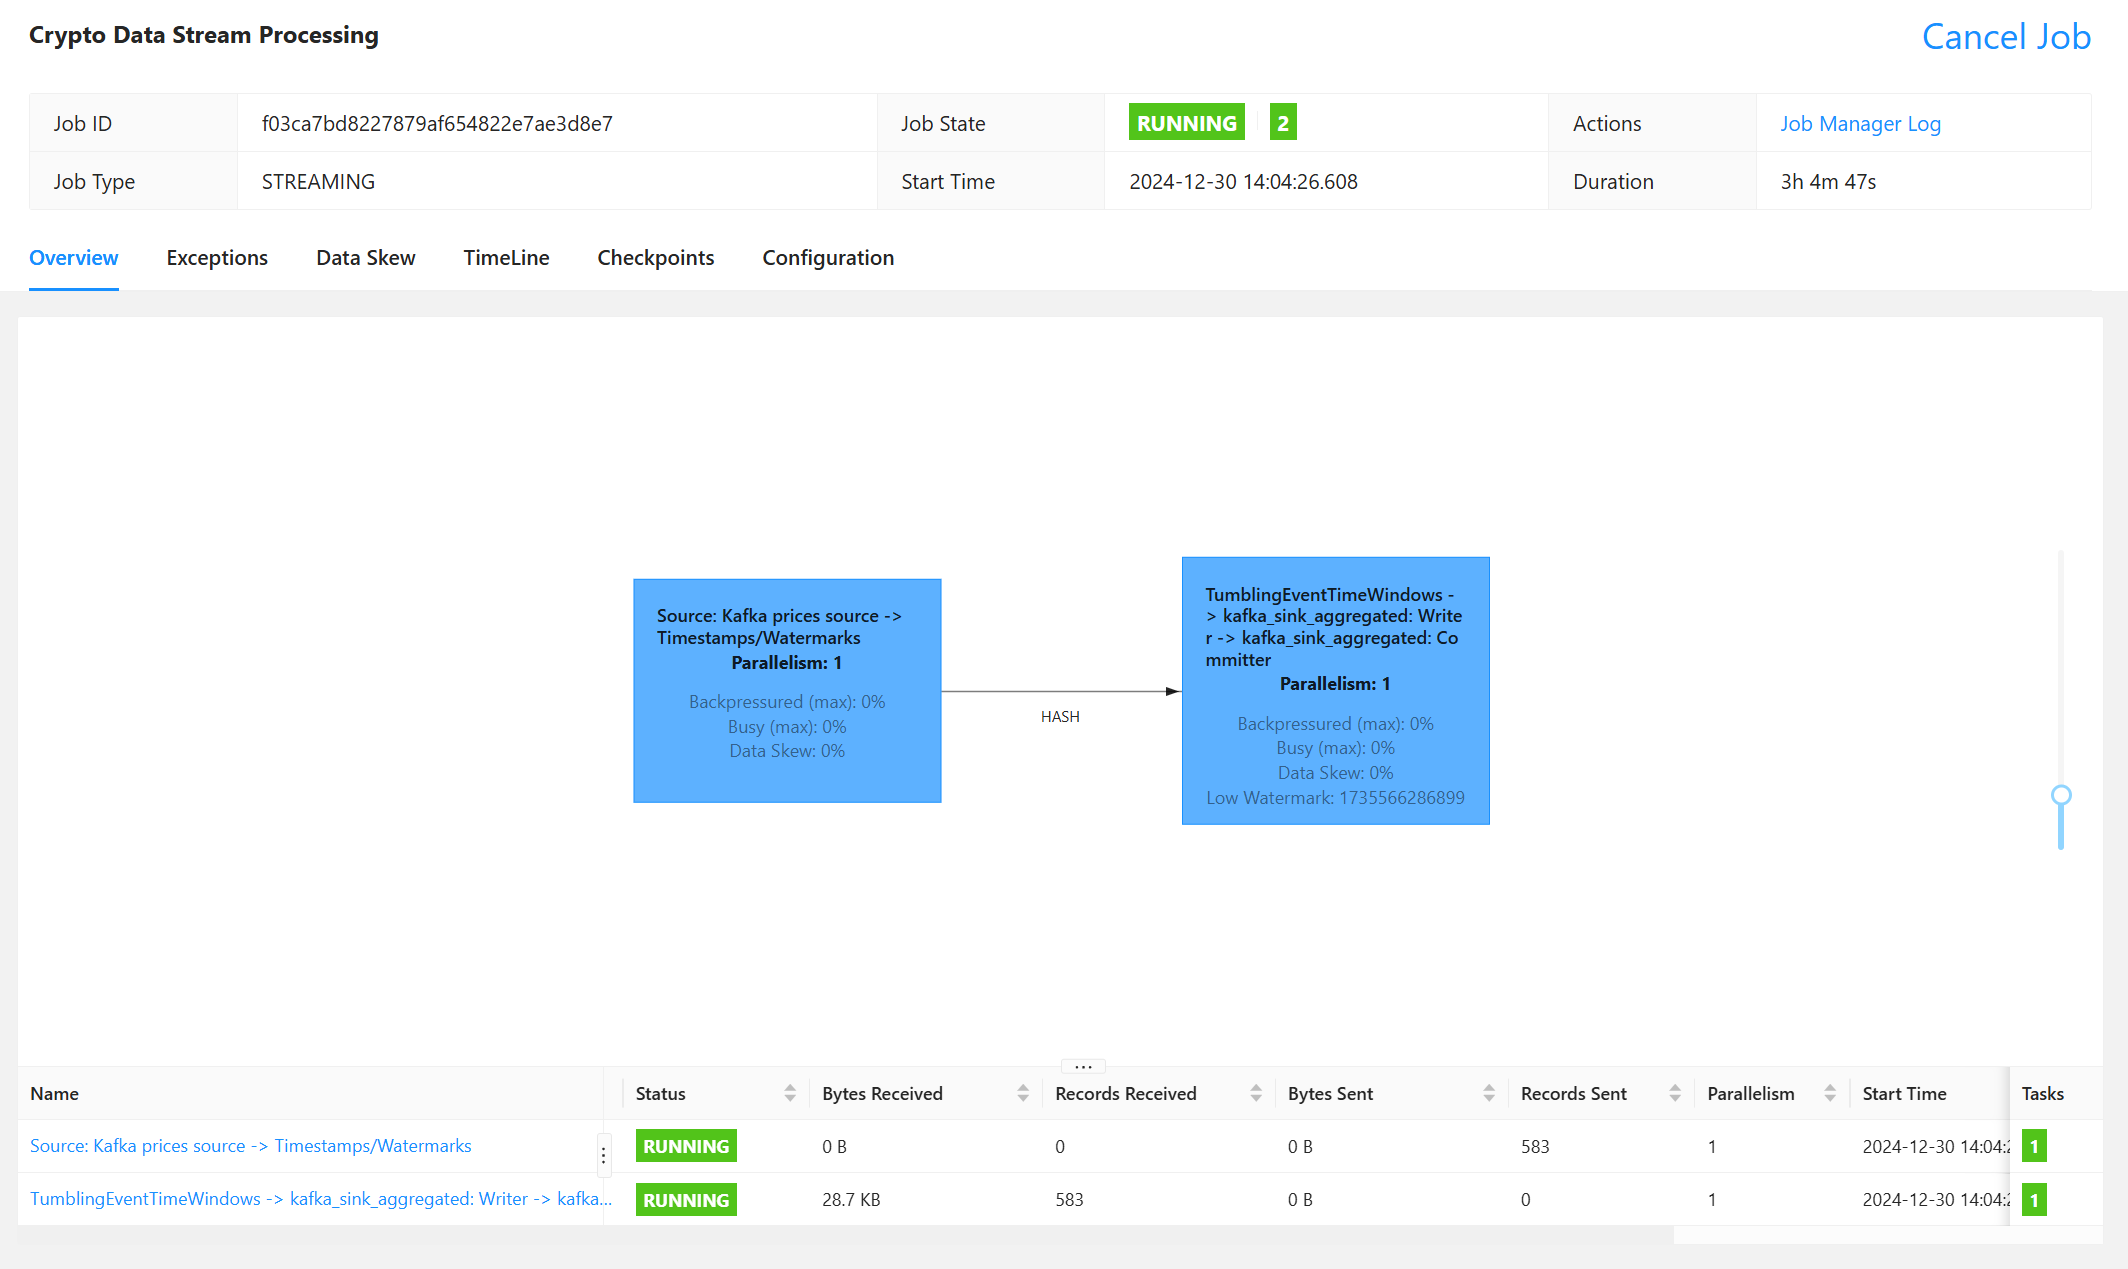 Crypto Data Stream Processing
Cancel Job
Job ID f03ca7bd8227879af654822e7ae3d8e7 Job State RUNNING 2 Actions Job Manager Log
Job Type STREAMING Start Time 2024-12-30 14:04:26.608 Duration 3h 4m 47s
Overview Exceptions Data Skew TimeLine Checkpoints Configuration
Source: Kafka prices source ->
Timestamps/Watermarks
Parallelism: 1
Backpressured (max): 0%
Busy (max): 0%
Data Skew: 0%
HASH
TumblingEventTimeWindows -
> kafka_sink_aggregated: Write
r -> kafka_sink_aggregated: Co
mmitter
Parallelism: 1
Backpressured (max): 0%
Busy (max): 0%
Data Skew: 0%
Low Watermark: 1735566286899
Name Status Bytes Received Records Received Bytes Sent Records Sent Parallelism Start Time Tasks
Source: Kafka prices source -> Timestamps/Watermarks RUNNING 0 B 0 0 B 583 1 2024-12-30 14:04:2 1
TumblingEventTimeWindows -> kafka_sink_aggregated: Writer -> kafka... RUNNING 28.7 KB 583 0 B 0 1 2024-12-30 14:04:2 1